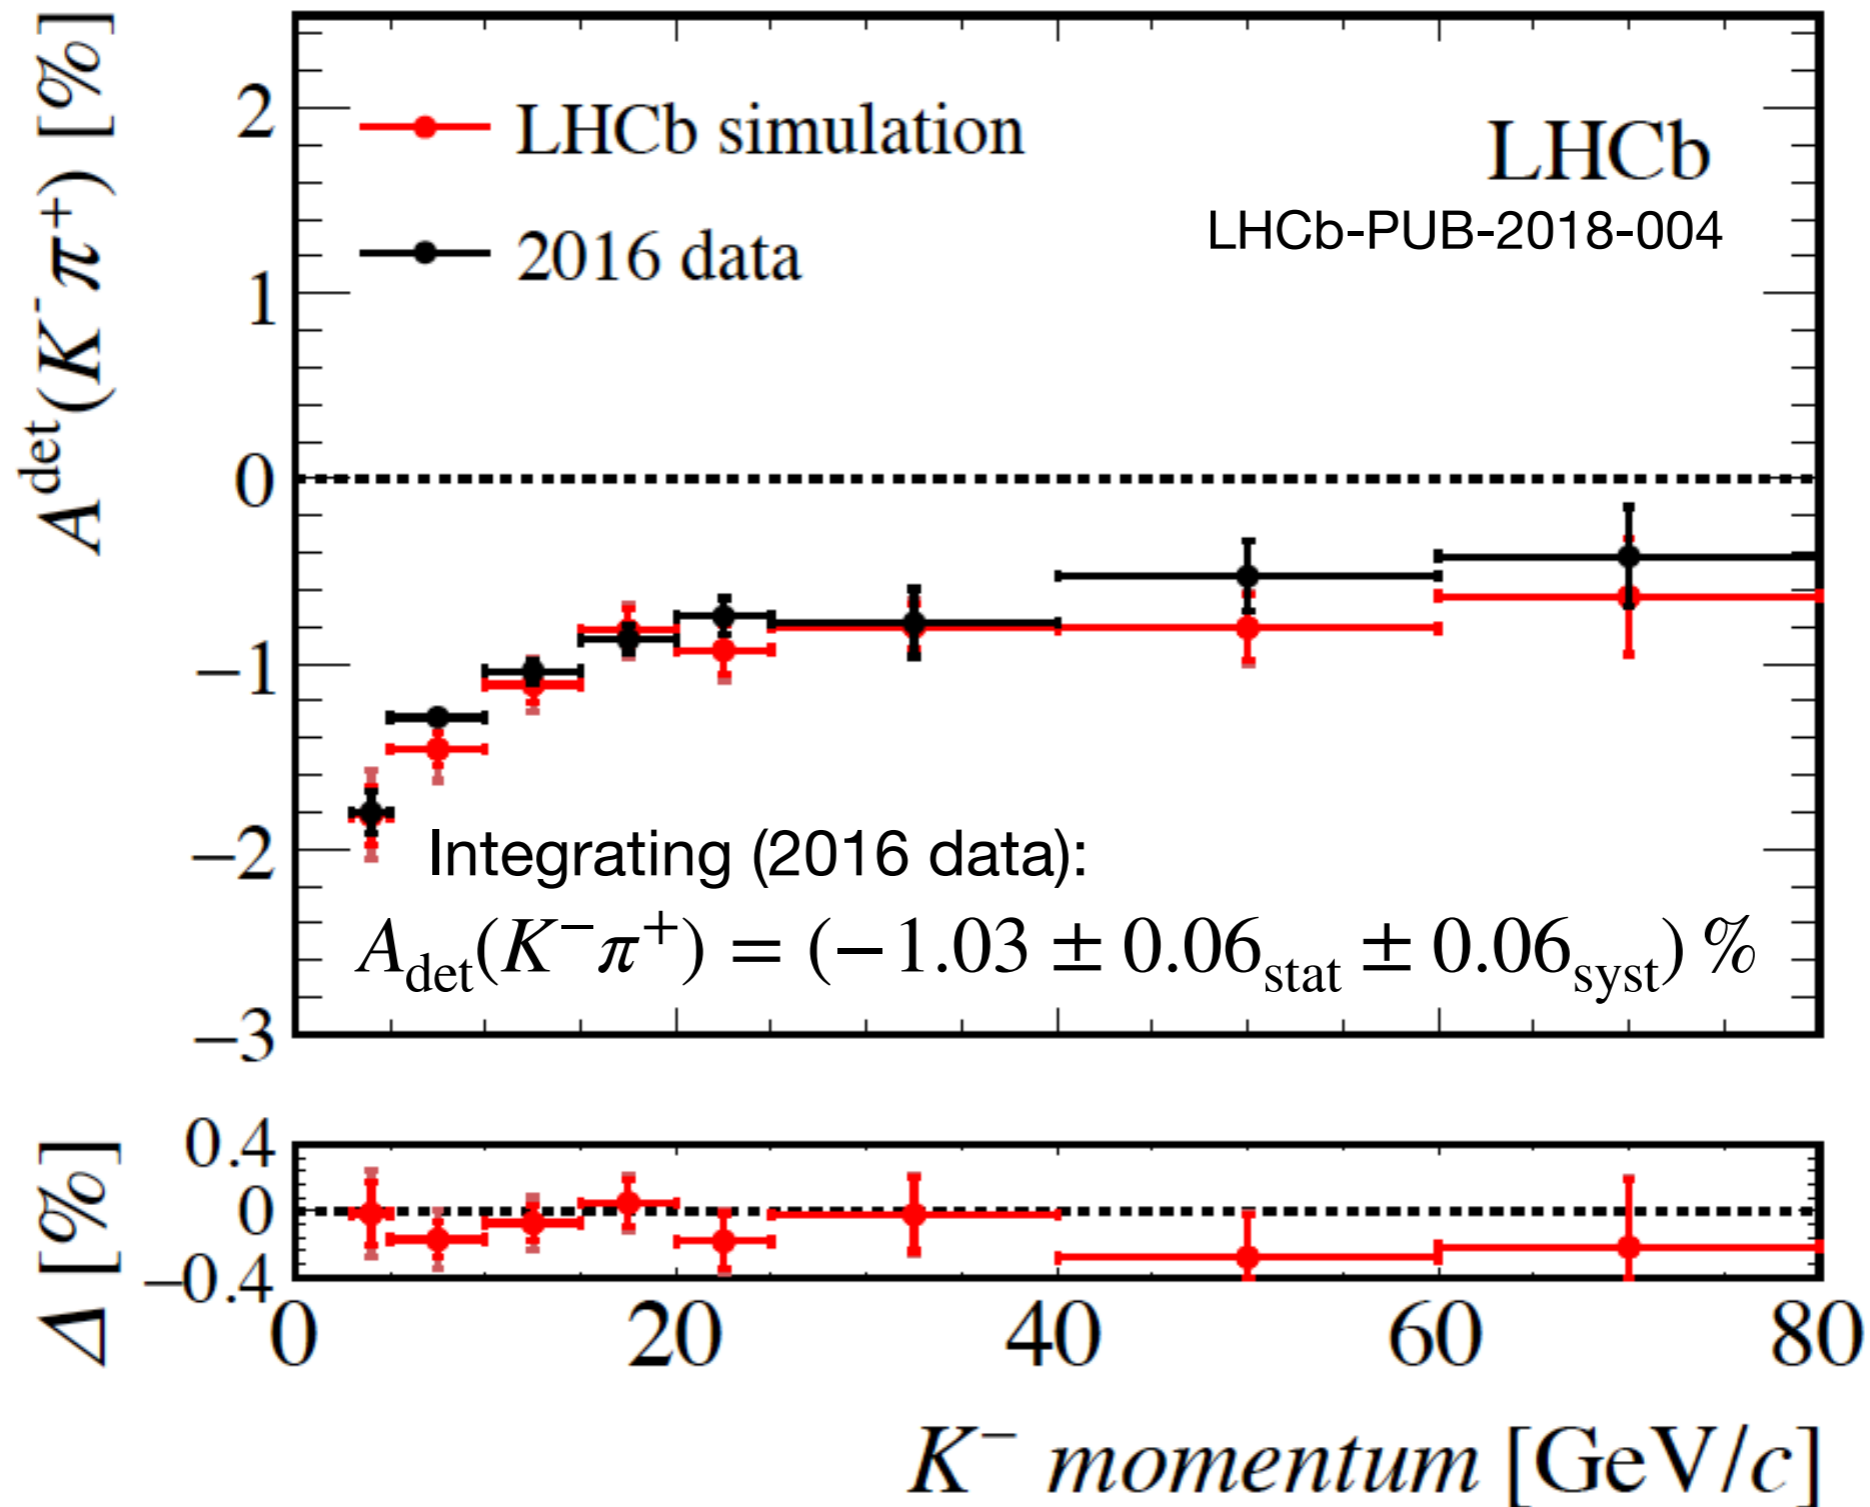 A^det(K^-π^+) [%]
2
1
0
−1
−2
−3
LHCb simulation
2016 data
LHCb
LHCb-PUB-2018-004
Integrating (2016 data):
A_det(K^−π^+) = (−1.03 ± 0.06_stat ± 0.06_syst) %
Δ [%]
0.4
0
−0.4
0 20 40 60 80
K^− momentum [GeV/c]